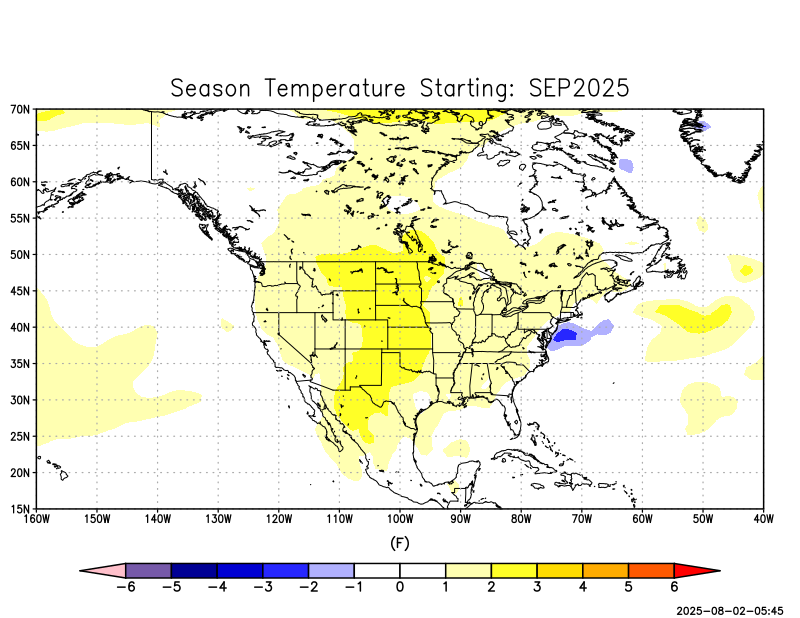 Season Temperature Starting: SEP2025
70N
65N
60N
55N
50N
45N
40N
35N
30N
25N
20N
15N
160W 150W 140W 130W 120W 110W 100W 90W 80W 70W 60W 50W 40W
(F)
−6 −5 −4 −3 −2 −1 0 1 2 3 4 5 6
2025-08-02-05:45